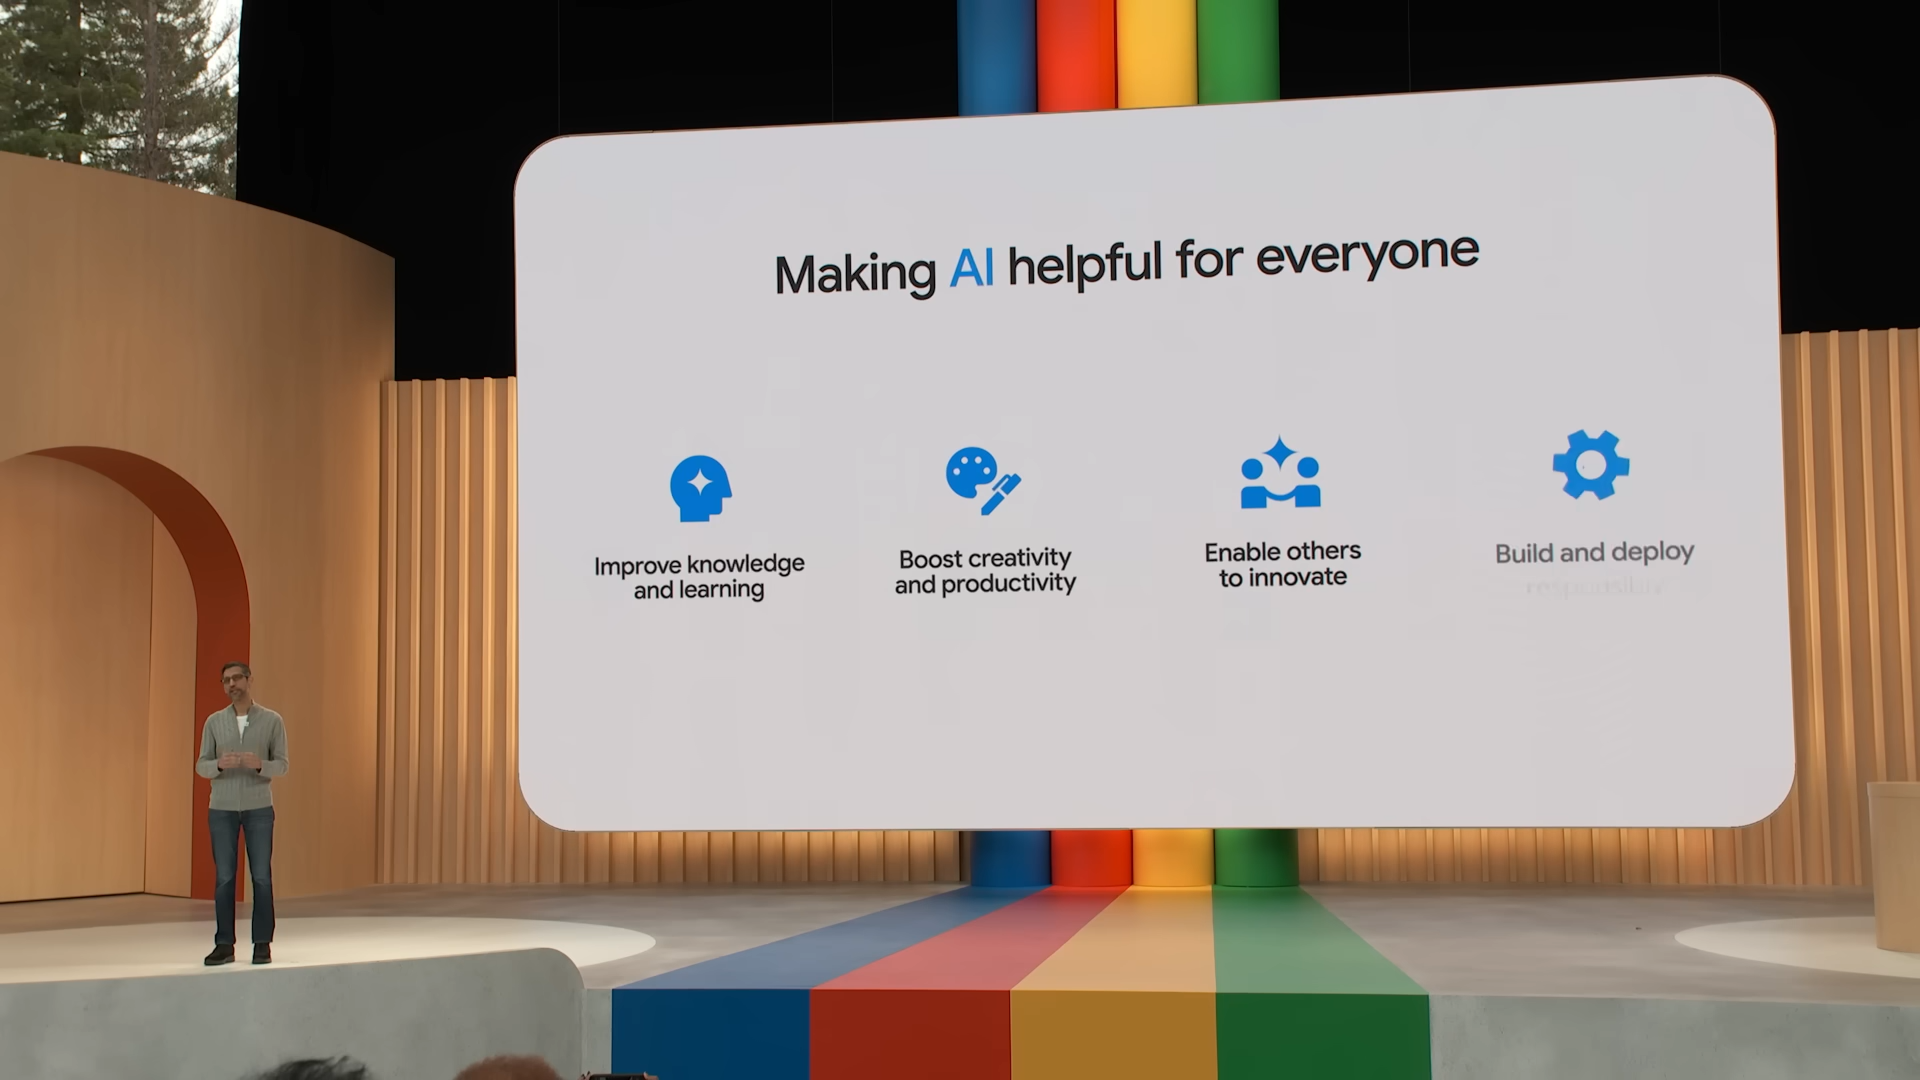 Making AI helpful for everyone
Improve knowledge
and learning
Boost creativity
and productivity
Enable others
to innovate
Build and deploy
responsibly